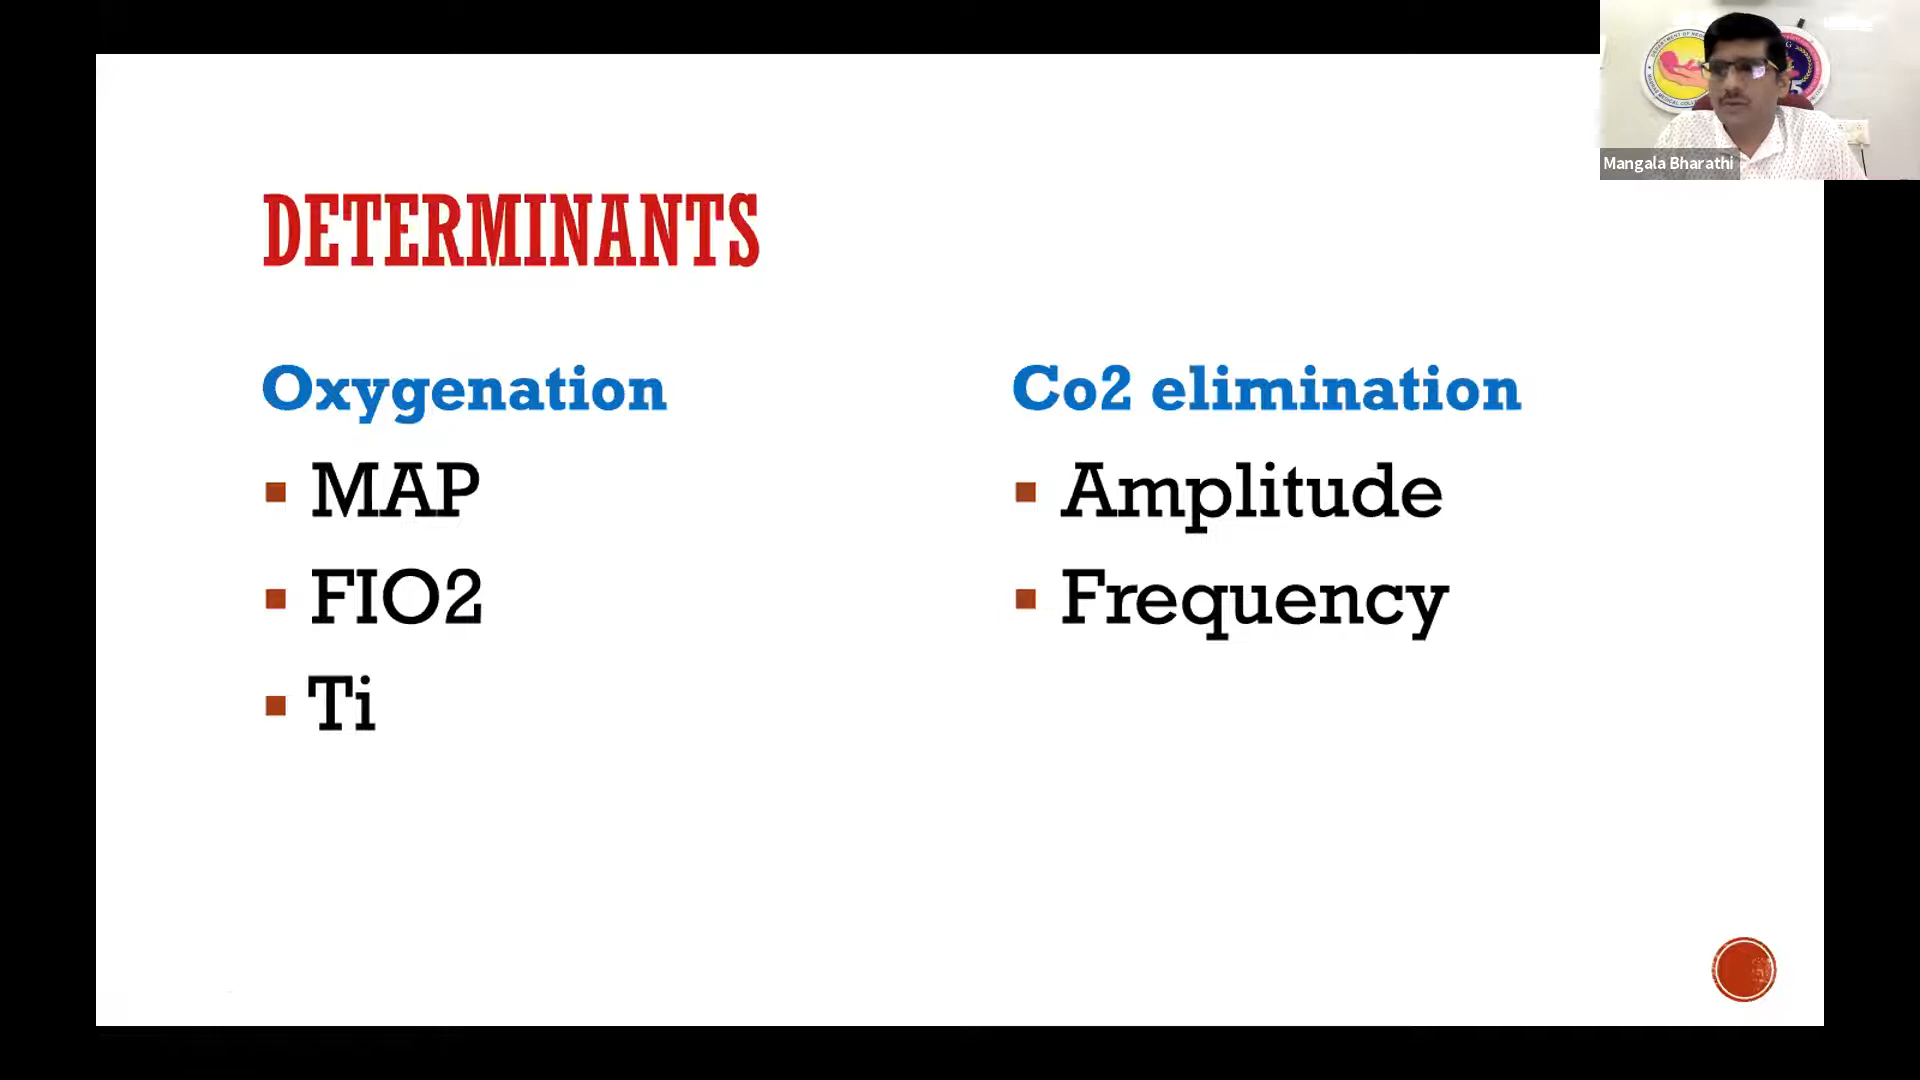 DETERMINANTS
Oxygenation
MAP
FIO2
Ti
Co2 elimination
Amplitude
Frequency
Mangala Bharathi